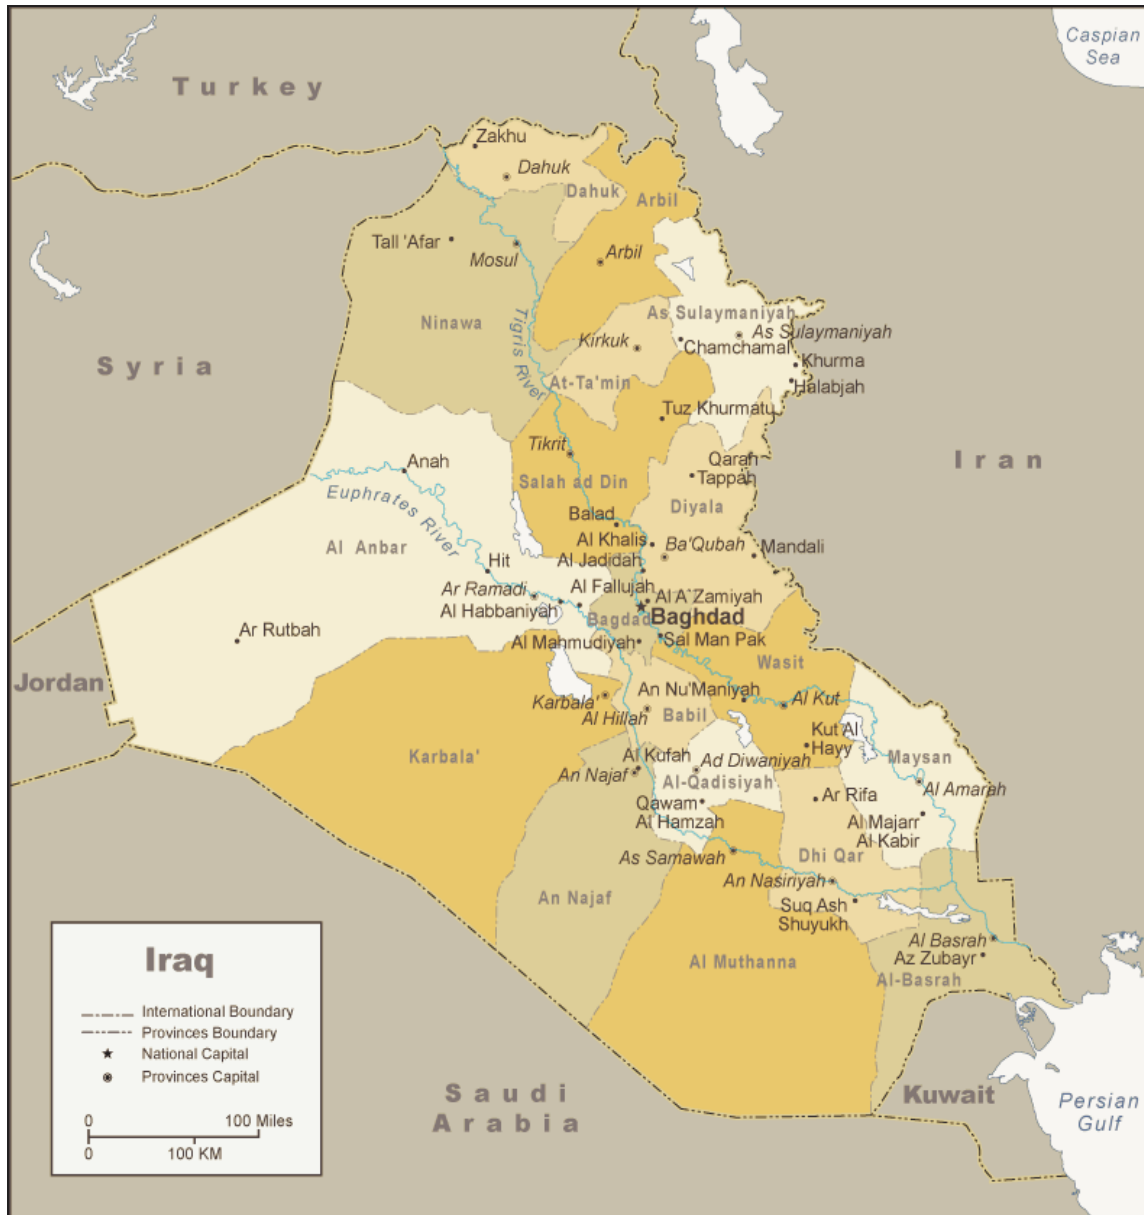 Caspian
Sea
Turkey
Zakhu
Dahuk
Dahuk
Arbil
Tall 'Afar
Mosul
Arbil
Ninawa
Tigris River
As Sulaymaniyah
As Sulaymaniyah
Kirkuk
Chamchamal
Khurma
Halabjah
At-Ta'min
Syria
Tuz Khurmatu
Tikrit
Anah
Qarah
Tappah
Iran
Salah ad Din
Euphrates River
Diyala
Balad
Al Khalis
Ba'Qubah
Mandali
Al Anbar
Hit
Al Jadidah
Ar Ramadi
Al Fallujah
Al A`Zamiyah
Al Habbaniyah
Bagdad
Baghdad
Ar Rutbah
Al Mahmudiyah
Sal Man Pak
Wasit
Jordan
Karbala'
An Nu'Maniyah
Al Kut
Al Hillah
Babil
Kut Al
Hayy
Karbala'
Al Kufah
Ad Diwaniyah
Maysan
An Najaf
Al-Qadisiyah
Al Amarah
Qawam
Al Hamzah
Ar Rifa
Al Majarr
Al Kabir
As Samawah
Dhi Qar
An Nasiriyah
An Najaf
Suq Ash
Shuyukh
Al Basrah
Az Zubayr
Al Muthanna
Al-Basrah
Iraq
International Boundary
Provinces Boundary
National Capital
Provinces Capital
0 100 Miles
0 100 KM
Saudi
Arabia
Kuwait
Persian
Gulf